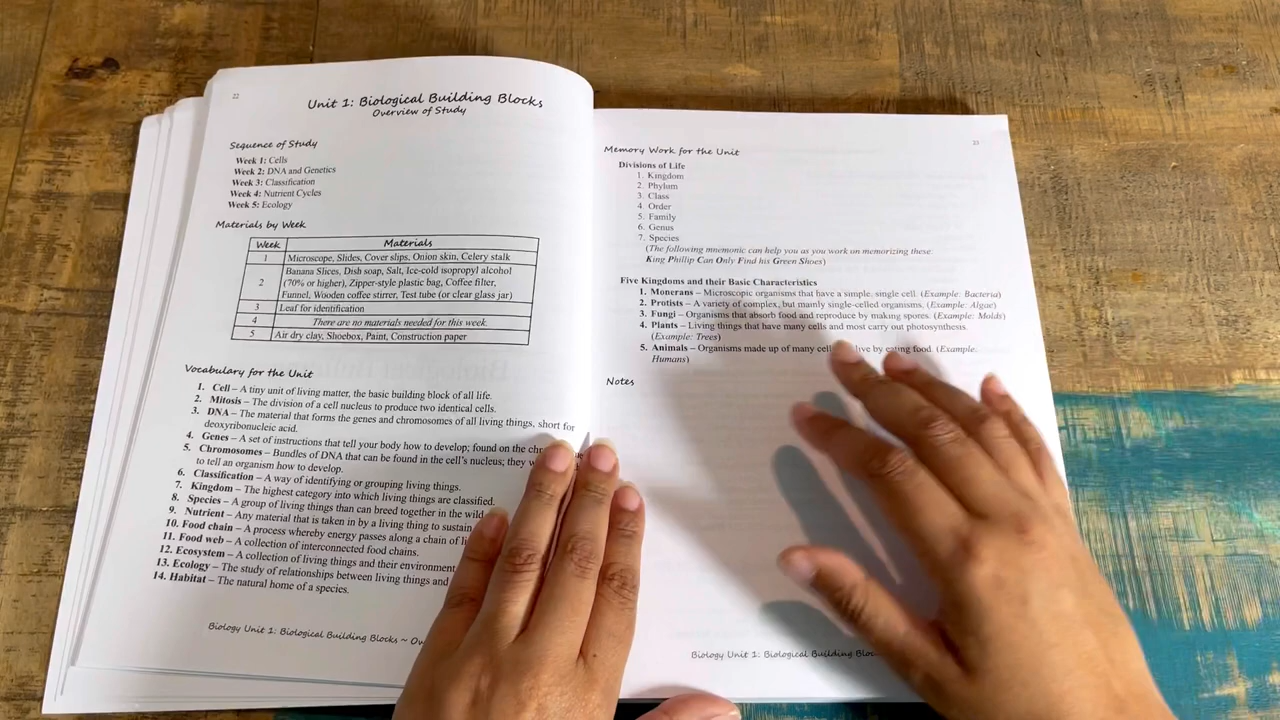 22
Unit 1: Biological Building Blocks
Overview of Study
Sequence of Study
Week 1: Cells
Week 2: DNA and Genetics
Week 3: Classification
Week 4: Nutrient Cycles
Week 5: Ecology
Materials by Week
Week Materials
1 Microscope, Slides, Cover slips, Onion skin, Celery stalk
2 Banana Slices, Dish soap, Salt, Ice-cold isopropyl alcohol
(70% or higher), Zipper-style plastic bag, Coffee filter,
Funnel, Wooden coffee stirrer, Test tube (or clear glass jar)
3 Leaf for identification
4 There are no materials needed for this week.
5 Air dry clay, Shoebox, Paint, Construction paper
Vocabulary for the Unit
1. Cell – A tiny unit of living matter, the basic building block of all life.
2. Mitosis – The division of a cell nucleus to produce two identical cells.
3. DNA – The material that forms the genes and chromosomes of all living things, short for
deoxyribonucleic acid.
4. Genes – A set of instructions that tell your body how to develop; found on the
5. Chromosomes – Bundles of DNA that can be found in the cell's nucleus; they
to tell an organism how to develop.
6. Classification – A way of identifying or grouping living things.
7. Kingdom – The highest category into which living things are classified.
8. Species – A group of living things than can breed together in the wild
9. Nutrient – Any material that is taken in by a living thing to sustain
10. Food chain – A process whereby energy passes along a chain of
11. Food web – A collection of interconnected food chains.
12. Ecosystem – A collection of living things and their environment
13. Ecology – The study of relationships between living things and
14. Habitat – The natural home of a species.
Biology Unit 1: Biological Building Blocks ~
23
Memory Work for the Unit
Divisions of Life
1. Kingdom
2. Phylum
3. Class
4. Order
5. Family
6. Genus
7. Species
(The following mnemonic can help you as you work on memorizing these:
King Phillip Can Only Find his Green Shoes)
Five Kingdoms and their Basic Characteristics
1. Monerans – Microscopic organisms that have a simple, single cell. (Example: Bacteria)
2. Protists – A variety of complex, but mainly single-celled organisms. (Example: Algae)
3. Fungi – Organisms that absorb food and reproduce by making spores. (Example: Molds)
4. Plants – Living things that have many cells and most carry out photosynthesis.
(Example: Trees)
5. Animals – Organisms made up of many live by eating food. (Example:
Humans)
Notes
Biology Unit 1: Biological Building